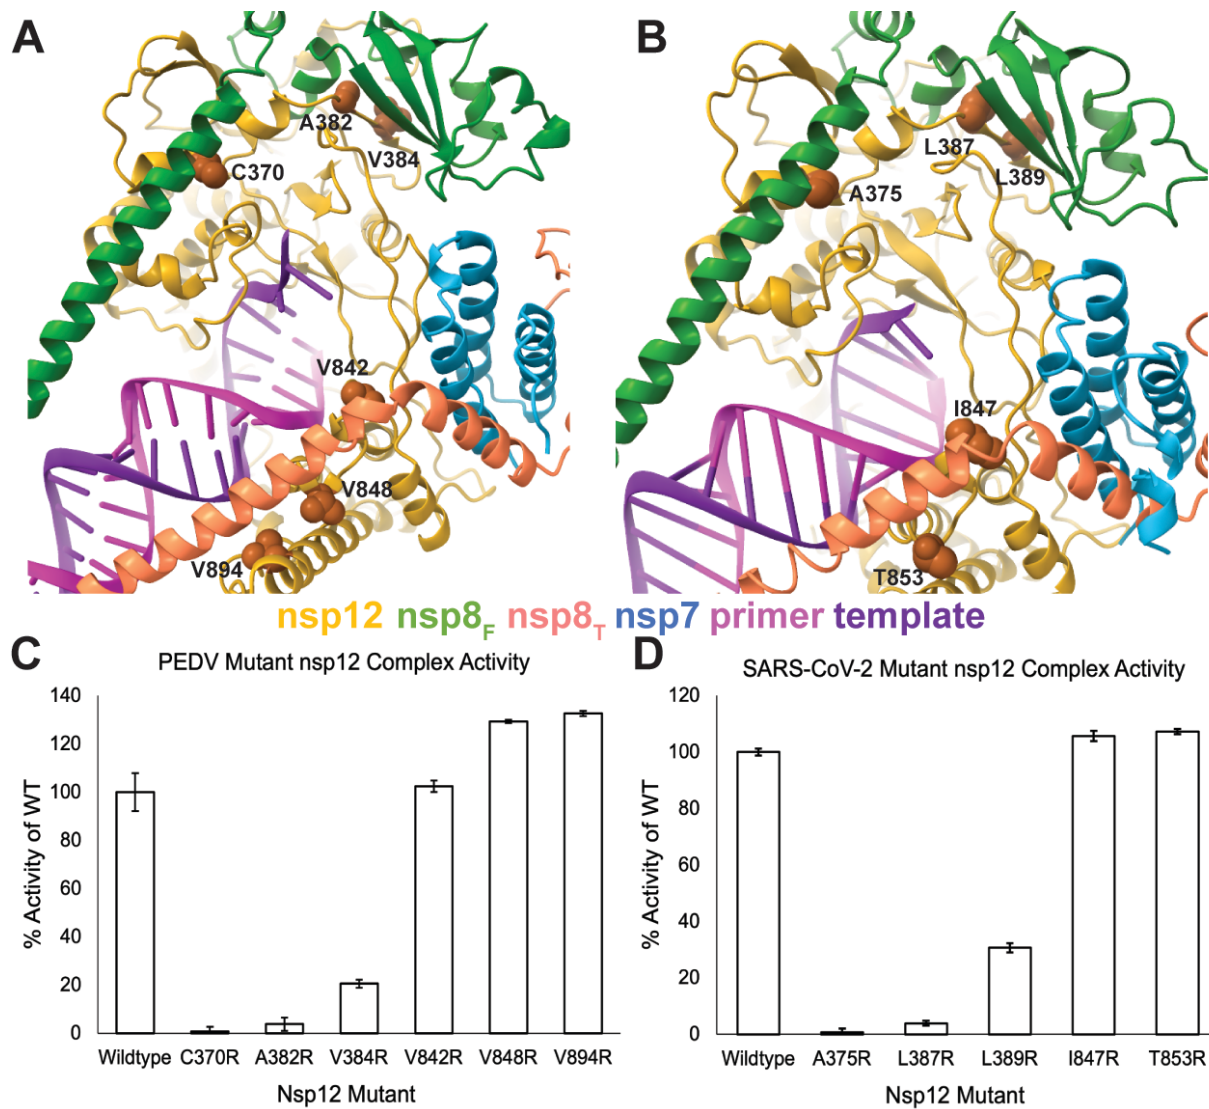 A
B
A382
V384
C370
L387
L389
A375
V842
V848
V894
I847
T853
nsp12 nsp8F nsp8T nsp7 primer template
C
PEDV Mutant nsp12 Complex Activity
% Activity of WT
140
120
100
80
60
40
20
0
Wildtype C370R A382R V384R V842R V848R V894R
Nsp12 Mutant
D
SARS-CoV-2 Mutant nsp12 Complex Activity
% Activity of WT
120
100
80
60
40
20
0
Wildtype A375R L387R L389R I847R T853R
Nsp12 Mutant